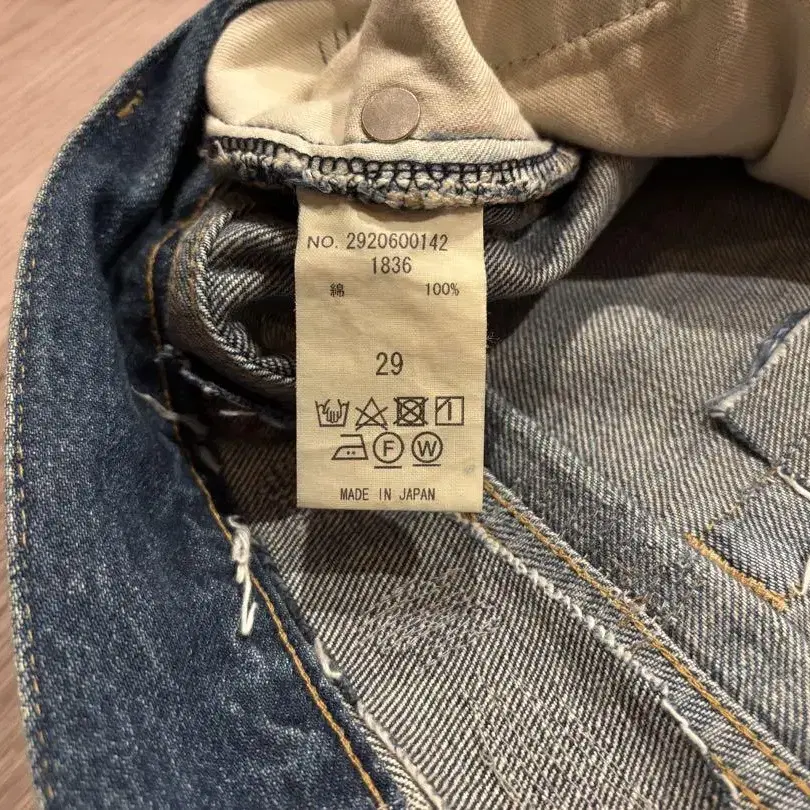 NO. 2920600142
1836
綿 100%
29
F W
MADE IN JAPAN